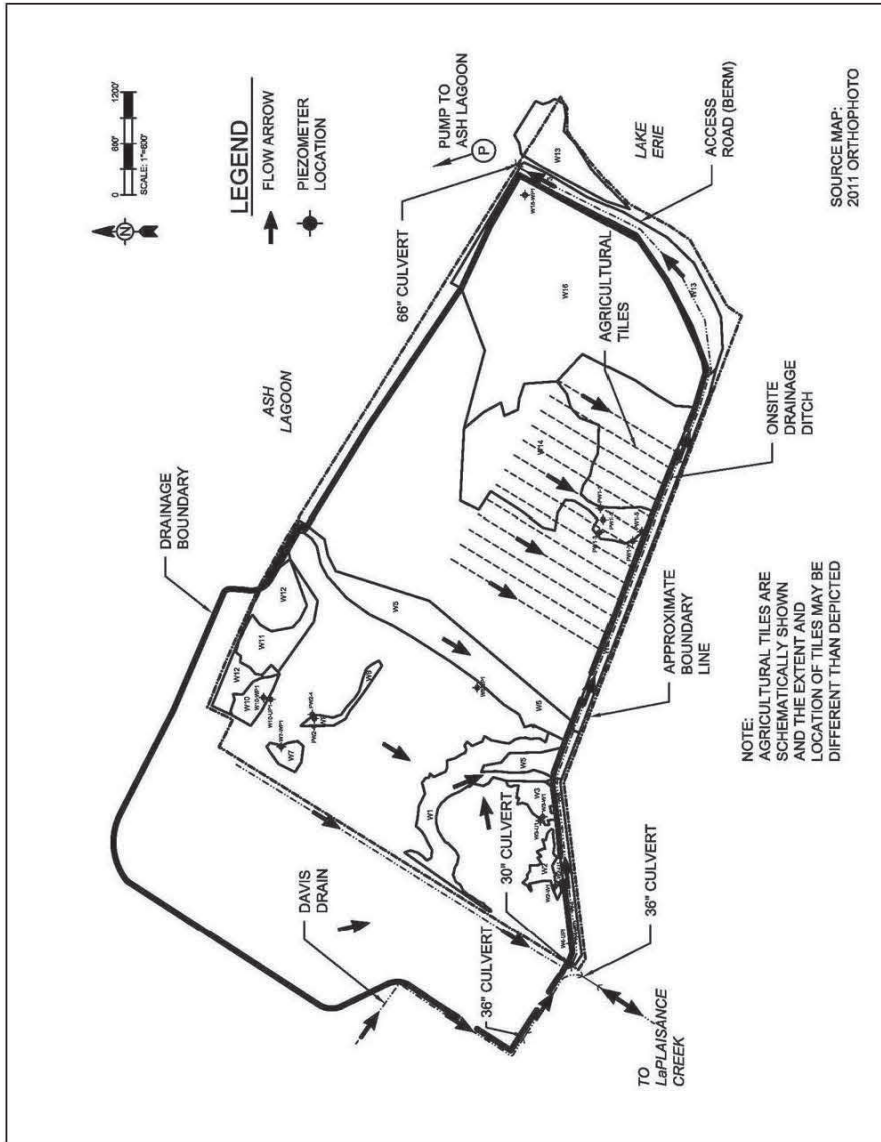 0 600' 1200'
SCALE: 1"=600'
N
LEGEND
FLOW ARROW
PIEZOMETER
LOCATION
DRAINAGE
BOUNDARY
ASH
LAGOON
66" CULVERT
PUMP TO
ASH LAGOON
P
W13
LAKE
ERIE
ACCESS
ROAD (BERM)
W13
W16
AGRICULTURAL
TILES
W14
ONSITE
DRAINAGE
DITCH
APPROXIMATE
BOUNDARY
LINE
W12
W11
W12
W10
W7
W5
W5
W5
W1
W3
DAVIS
DRAIN
36" CULVERT
30" CULVERT
36" CULVERT
TO
LaPLAISANCE
CREEK
NOTE:
AGRICULTURAL TILES ARE
SCHEMATICALLY SHOWN
AND THE EXTENT AND
LOCATION OF TILES MAY BE
DIFFERENT THAN DEPICTED
SOURCE MAP:
2011 ORTHOPHOTO